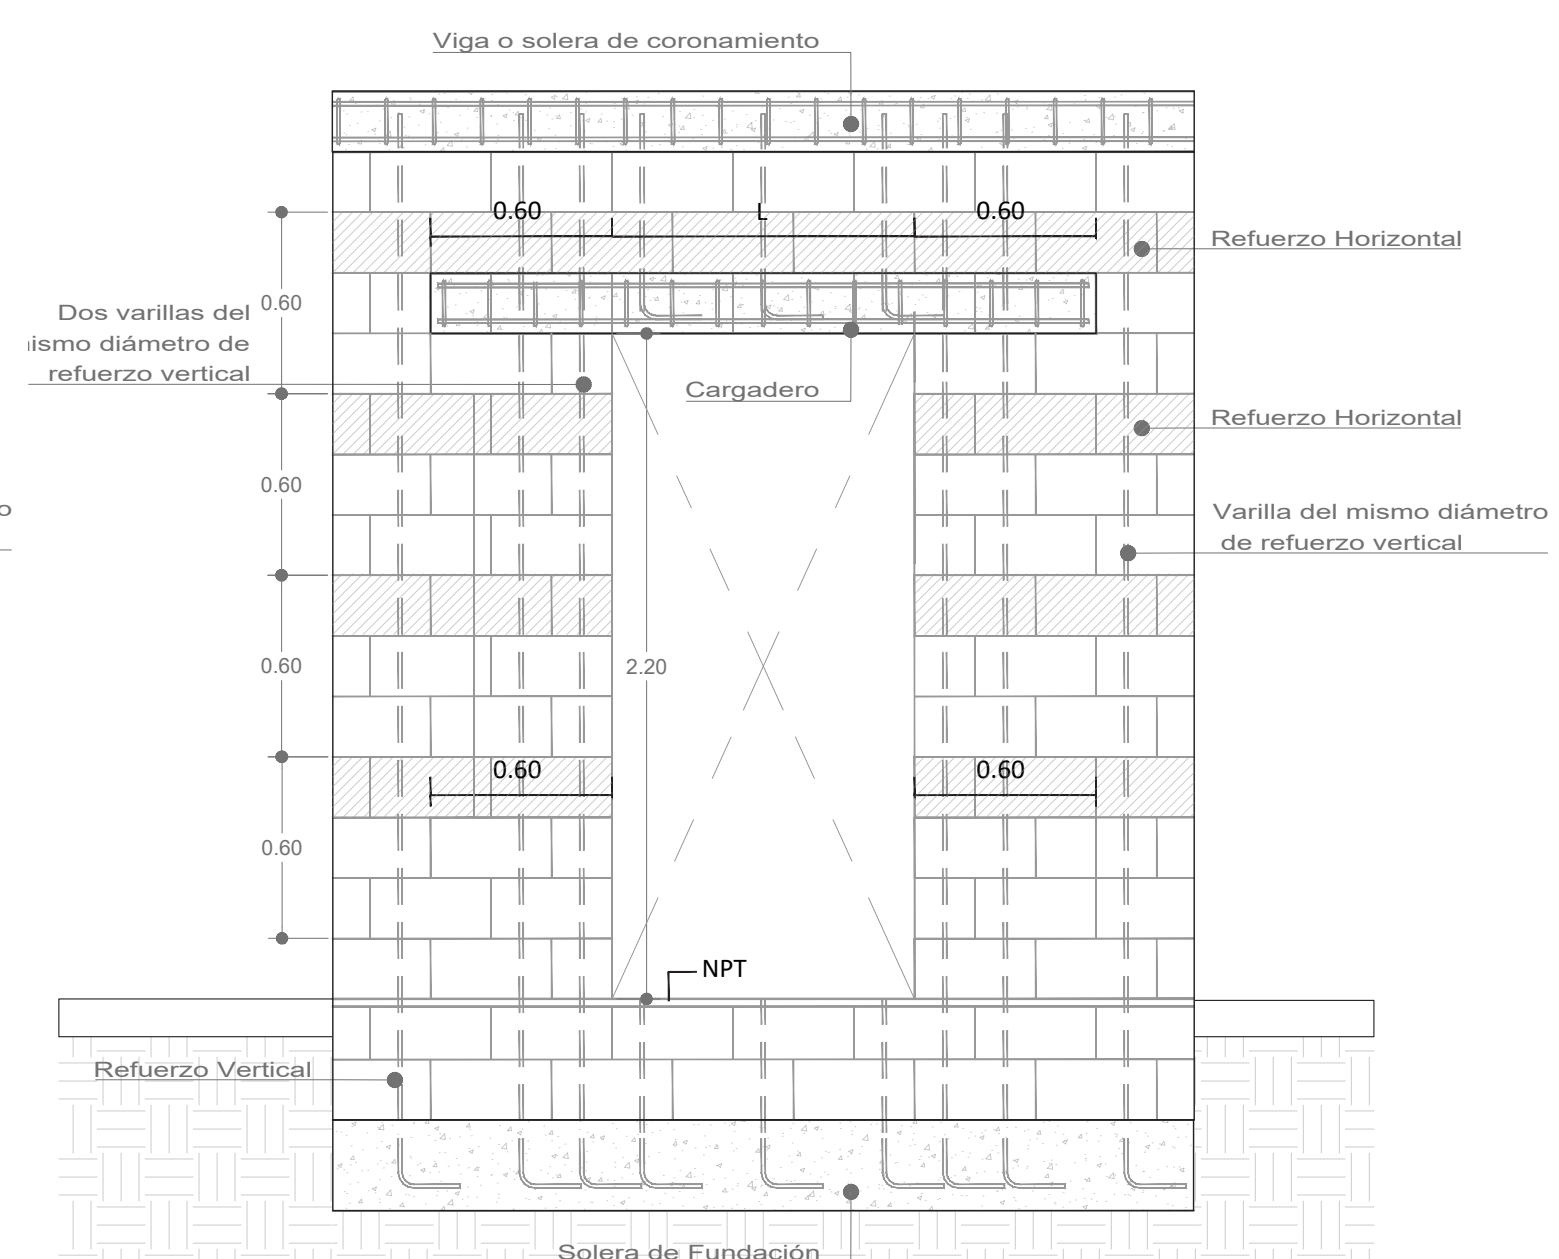 Viga o solera de coronamiento
0.60
L
0.60
Refuerzo Horizontal
Dos varillas del
ismo diámetro de
refuerzo vertical
0.60
Cargadero
Refuerzo Horizontal
0.60
o
Varilla del mismo diámetro
de refuerzo vertical
0.60
2.20
0.60
0.60
0.60
NPT
Refuerzo Vertical
Solera de Fundación